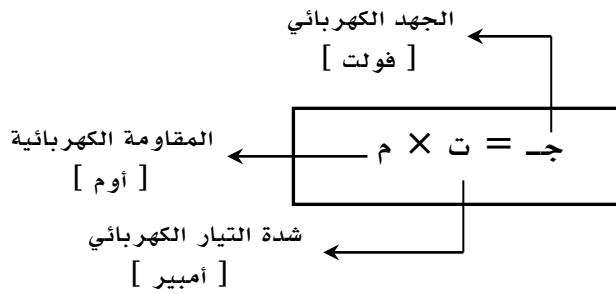 الجهد الكهربائي
[ فولت ]
جـ = ت × م
المقاومة الكهربائية
[ أوم ]
شدة التيار الكهربائي
[ أمبير ]